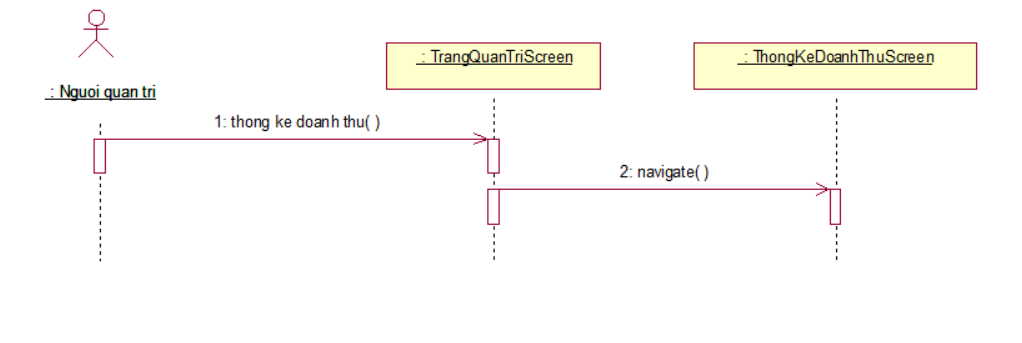 : TrangQuanTriScreen
: ThongKeDoanhThuScreen
: Nguoi quan tri
1: thong ke doanh thu( )
2: navigate( )